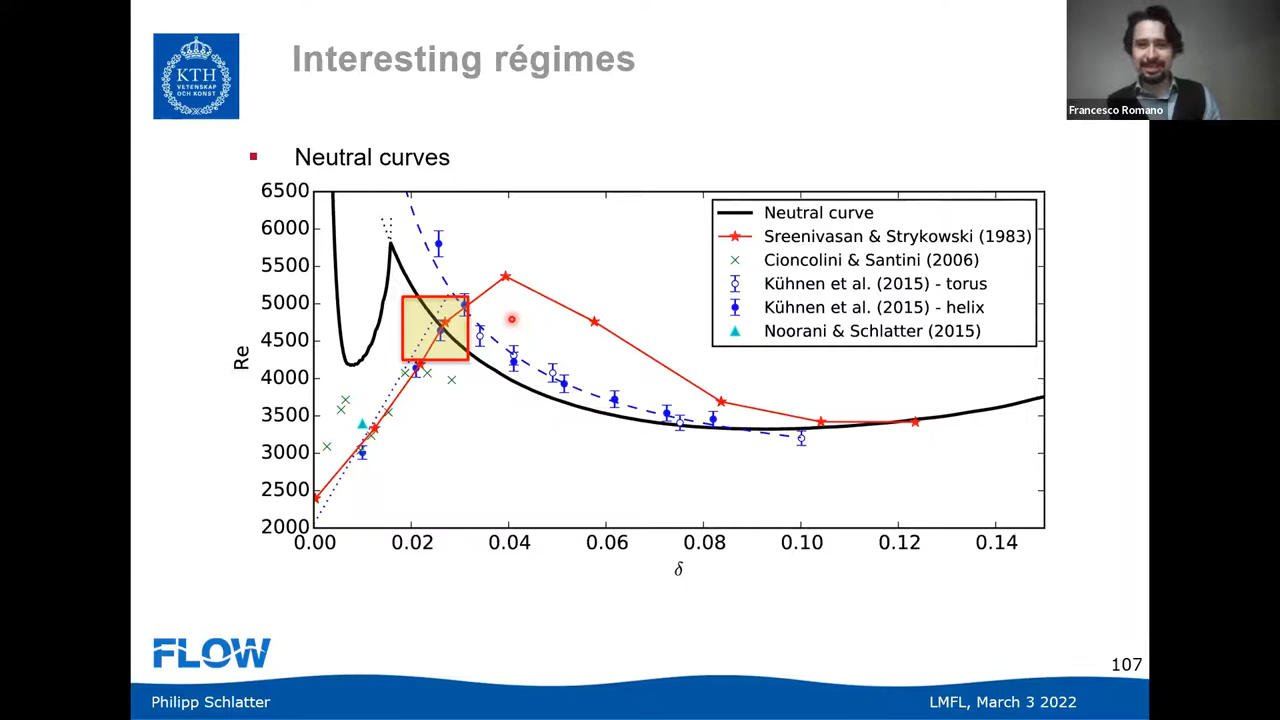 KTH
VETENSKAP
OCH KONST
Interesting régimes
Francesco Romano
Neutral curves
6500
6000
5500
5000
4500
4000
3500
3000
2500
2000
Re
0.00 0.02 0.04 0.06 0.08 0.10 0.12 0.14
δ
Neutral curve
Sreenivasan & Strykowski (1983)
Cioncolini & Santini (2006)
Kühnen et al. (2015) - torus
Kühnen et al. (2015) - helix
Noorani & Schlatter (2015)
FLOW
107
Philipp Schlatter
LMFL, March 3 2022